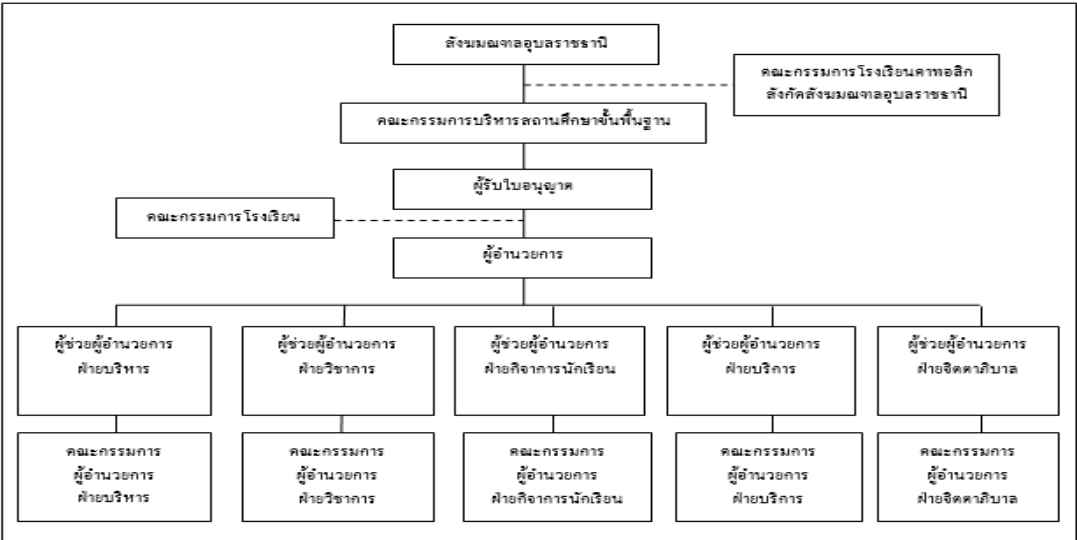 สังฆมณฑลอุบลราชธานี
คณะกรรมการโรงเรียนคาทอลิก
สังกัดสังฆมณฑลอุบลราชธานี
คณะกรรมการบริหารสถานศึกษาขั้นพื้นฐาน
ผู้รับใบอนุญาต
คณะกรรมการโรงเรียน
ผู้อำนวยการ
ผู้ช่วยผู้อำนวยการ
ฝ่ายบริหาร
ผู้ช่วยผู้อำนวยการ
ฝ่ายวิชาการ
ผู้ช่วยผู้อำนวยการ
ฝ่ายกิจาการนักเรียน
ผู้ช่วยผู้อำนวยการ
ฝ่ายบริการ
ผู้ช่วยผู้อำนวยการ
ฝ่ายจิตตาภิบาล
คณะกรรมการ
ผู้อำนวยการ
ฝ่ายบริหาร
คณะกรรมการ
ผู้อำนวยการ
ฝ่ายวิชาการ
คณะกรรมการ
ผู้อำนวยการ
ฝ่ายกิจาการนักเรียน
คณะกรรมการ
ผู้อำนวยการ
ฝ่ายบริการ
คณะกรรมการ
ผู้อำนวยการ
ฝ่ายจิตตาภิบาล